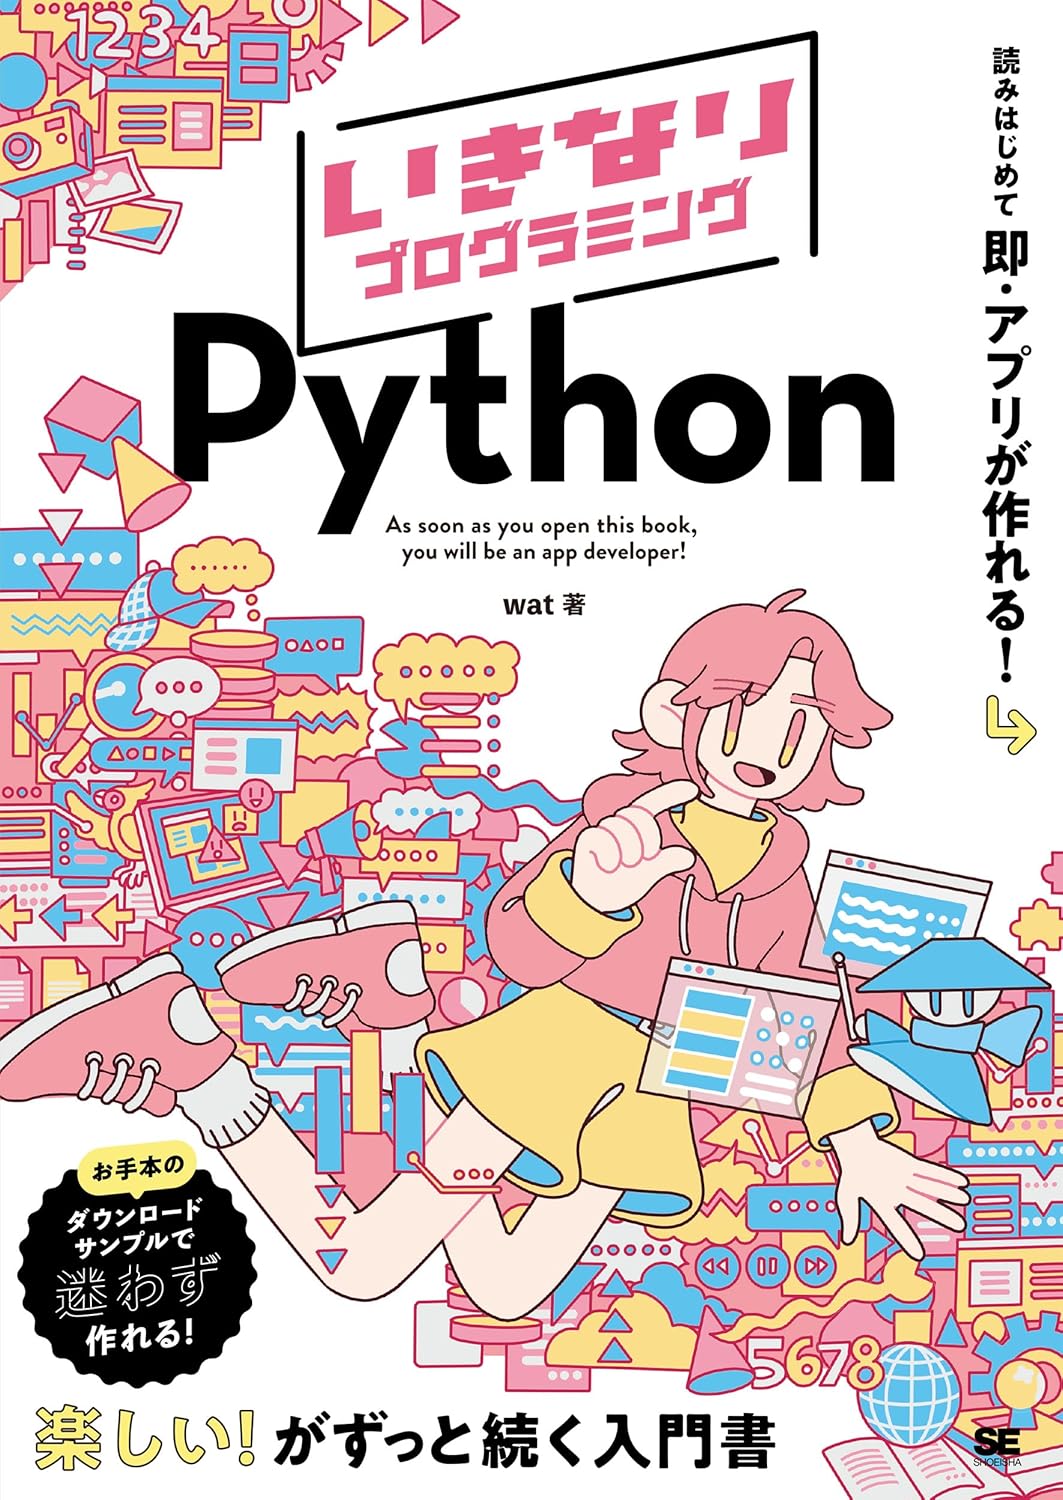 1234
日
いきなり
プログラミング
Python
As soon as you open this book,
you will be an app developer!
wat 著
読みはじめて 即・アプリが作れる!
お手本の
ダウンロード
サンプルで
迷わず
作れる!
5678
楽しい!がずっと続く入門書
SE
SHOEISHA